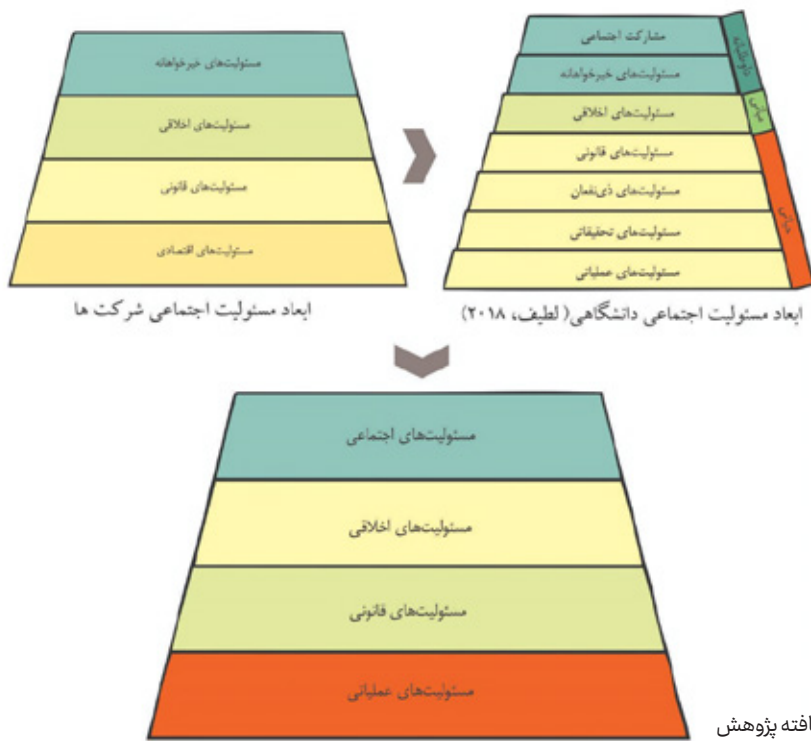 مسئولیت‌های خیرخواهانه
مسئولیت‌های اخلاقی
مسئولیت‌های قانونی
مسئولیت‌های اقتصادی
ابعاد مسئولیت اجتماعی شرکت ها
مشارکت اجتماعی
مسئولیت‌های خیرخواهانه
مسئولیت‌های اخلاقی
مسئولیت‌های قانونی
مسئولیت‌های ذی‌نفعان
مسئولیت‌های تحقیقاتی
مسئولیت‌های عملیاتی
داوطلبانه
حیاتی
ابعاد مسئولیت اجتماعی دانشگاهی( لطیف، ۲۰۱۸)
مسئولیت‌های اجتماعی
مسئولیت‌های اخلاقی
مسئولیت‌های قانونی
مسئولیت‌های عملیاتی
افته پژوهش